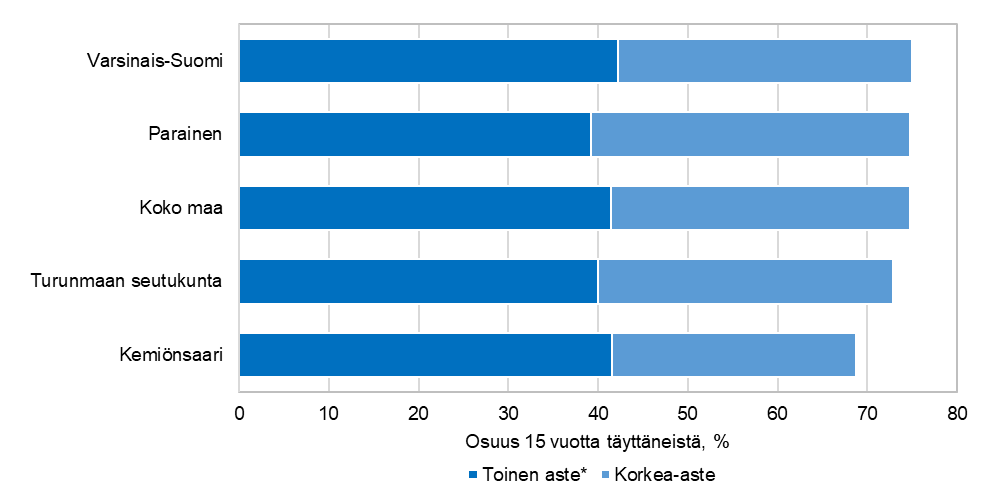 Varsinais-Suomi
Parainen
Koko maa
Turunmaan seutukunta
Kemiönsaari
0 10 20 30 40 50 60 70 80
Osuus 15 vuotta täyttäneistä, %
Toinen aste* Korkea-aste